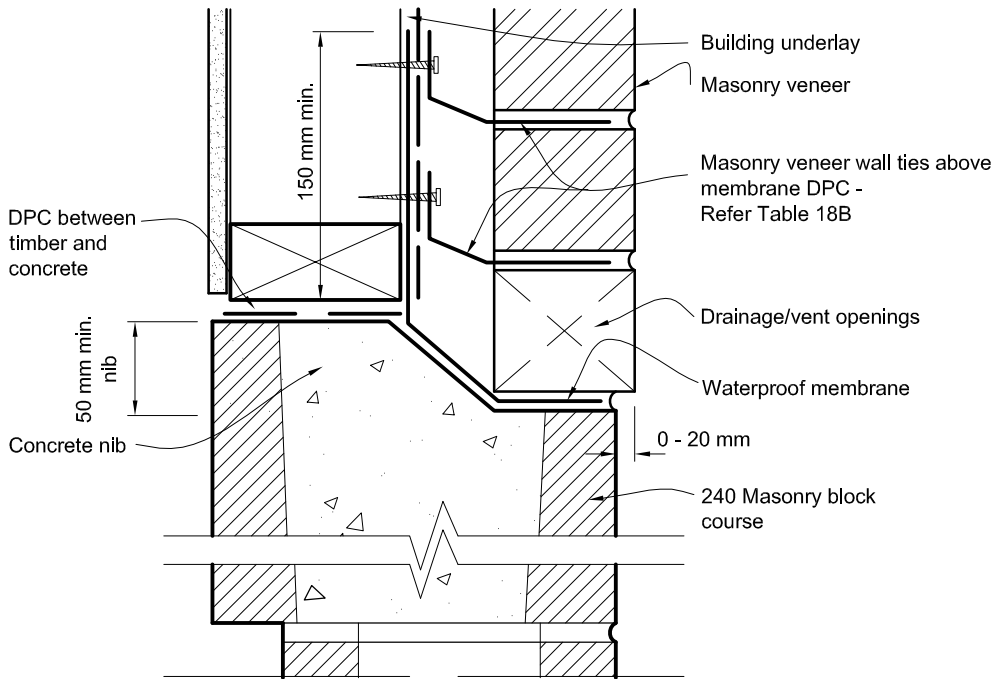 Building underlay
Masonry veneer
150 mm min.
Masonry veneer wall ties above
membrane DPC -
Refer Table 18B
DPC between
timber and
concrete
Drainage/vent openings
50 mm min.
nib
Waterproof membrane
Concrete nib
0 - 20 mm
240 Masonry block
course